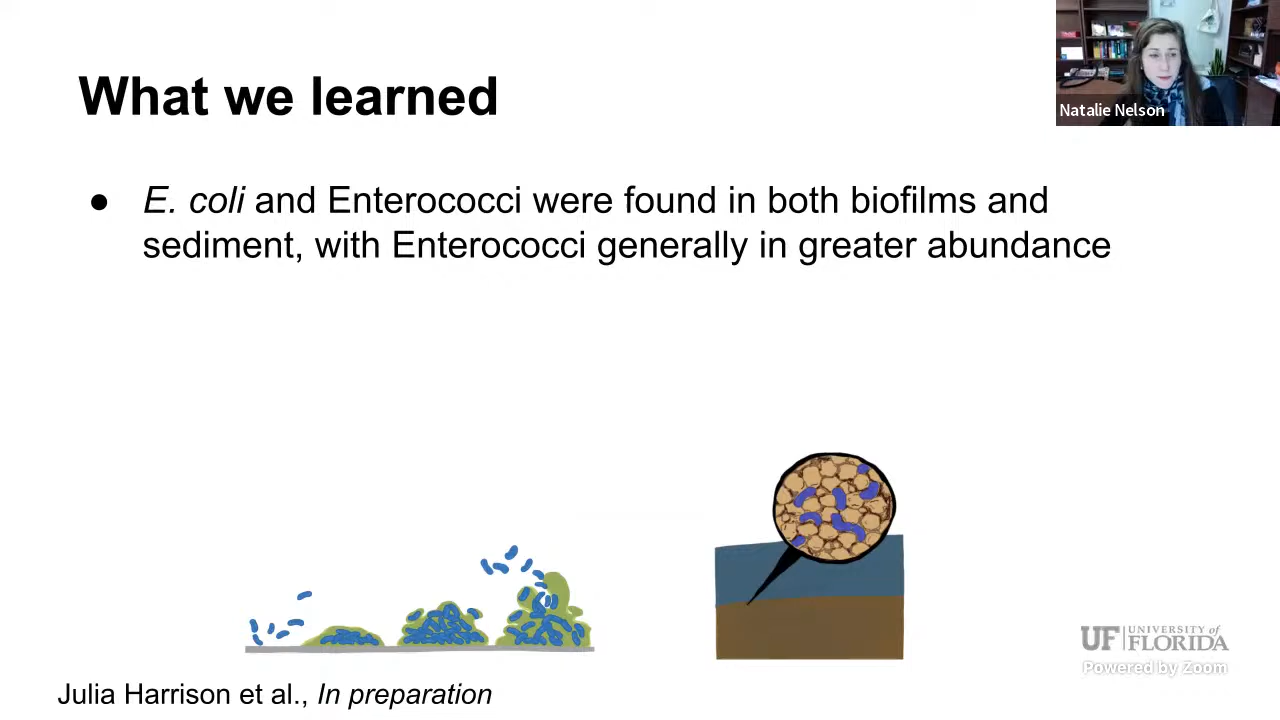 What we learned
Natalie Nelson
● E. coli and Enterococci were found in both biofilms and
sediment, with Enterococci generally in greater abundance
UF UNIVERSITY of
FLORIDA
Powered by Zoom
Julia Harrison et al., In preparation